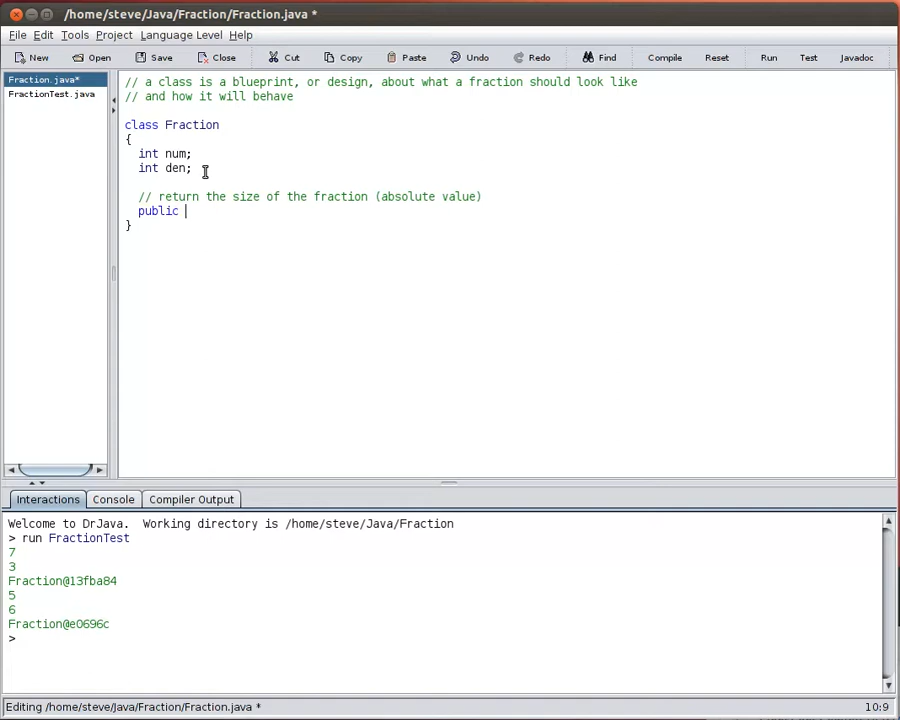 /home/steve/Java/Fraction/Fraction.java *
File Edit Tools Project Language Level Help
New Open Save Close Cut Copy Paste Undo Redo Find Compile Reset Run Test Javadoc
Fraction.java*
FractionTest.java
// a class is a blueprint, or design, about what a fraction should look like
// and how it will behave
class Fraction
{
int num;
int den;
// return the size of the fraction (absolute value)
public
}
Interactions Console Compiler Output
Welcome to DrJava. Working directory is /home/steve/Java/Fraction
> run FractionTest
7
3
Fraction@13fba84
5
6
Fraction@e0696c
>
Editing /home/steve/Java/Fraction/Fraction.java * 10:9